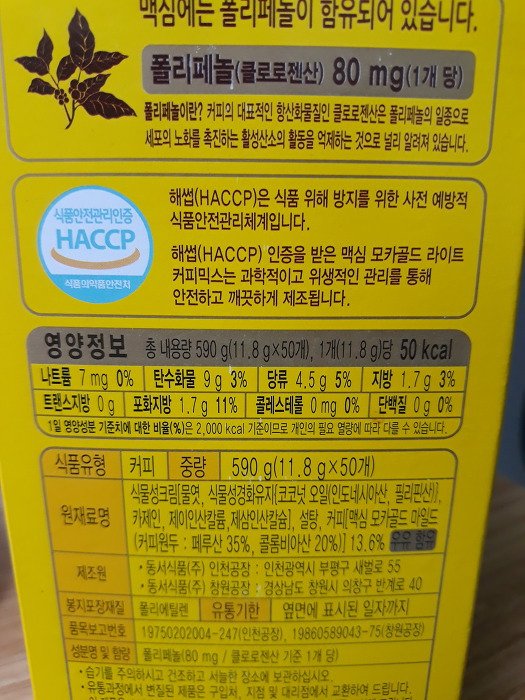 맥심에는 폴리페놀이 함유되어 있습니다.
폴리페놀(클로로젠산) 80 mg(1개 당)
폴리페놀이란? 커피의 대표적인 항산화물질인 클로로젠산은 폴리페놀의 일종으로
세포의 노화를 촉진하는 활성산소의 활동을 억제하는 것으로 널리 알려져 있습니다.
식품안전관리인증
HACCP
식품의약품안전처
해썹(HACCP)은 식품 위해 방지를 위한 사전 예방적
식품안전관리체계입니다.
해썹(HACCP) 인증을 받은 맥심 모카골드 라이트
커피믹스는 과학적이고 위생적인 관리를 통해
안전하고 깨끗하게 제조됩니다.
영양정보 총 내용량 590 g(11.8 g×50개), 1개(11.8 g)당 50 kcal
나트륨 7 mg 0% 탄수화물 9 g 3% 당류 4.5 g 5% 지방 1.7 g 3%
트랜스지방 0 g 포화지방 1.7 g 11% 콜레스테롤 0 mg 0% 단백질 0 g 0%
1일 영양성분 기준치에 대한 비율(%)은 2,000 kcal 기준이므로 개인의 필요 열량에 따라 다를 수 있습니다.
식품유형 커피 중량 590 g(11.8 g×50개)
원재료명 식물성크림[물엿, 식물성경화유지{코코넛 오일(인도네시아산, 필리핀산)},
카제인, 제이인산칼륨, 제삼인산칼슘], 설탕, 커피[맥심 모카골드 마일드
(커피원두 : 페루산 35%, 콜롬비아산 20%)] 13.6% 우유 함유
제조원 • 동서식품(주) 인천공장 : 인천광역시 부평구 새벌로 55
• 동서식품(주) 창원공장 : 경상남도 창원시 의창구 반계로 40
봉지포장재질 폴리에틸렌 유통기한 옆면에 표시된 일자까지
품목보고번호 19750202004-247(인천공장), 19860589043-75(창원공장)
성분명 및 함량 폴리페놀(80 mg / 클로로젠산 기준 1개 당)
• 습기를 주의하시고 건조하고 서늘한 장소에 보관하십시오.
• 유통과정에서 변질된 제품은 구입처, 지점 및 대리점에서 교환하여 드립니다.